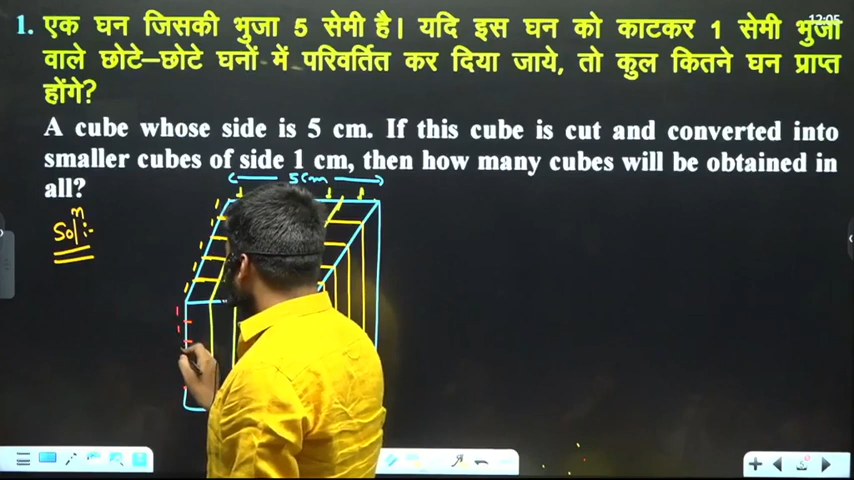 12:05
1. एक घन जिसकी भुजा 5 सेमी है। यदि इस घन को काटकर 1 सेमी भुजा
वाले छोटे–छोटे घनों में परिवर्तित कर दिया जाये, तो कुल कितने घन प्राप्त
होंगे?
A cube whose side is 5 cm. If this cube is cut and converted into
smaller cubes of side 1 cm, then how many cubes will be obtained in
all?
5cm
Solⁿ:-